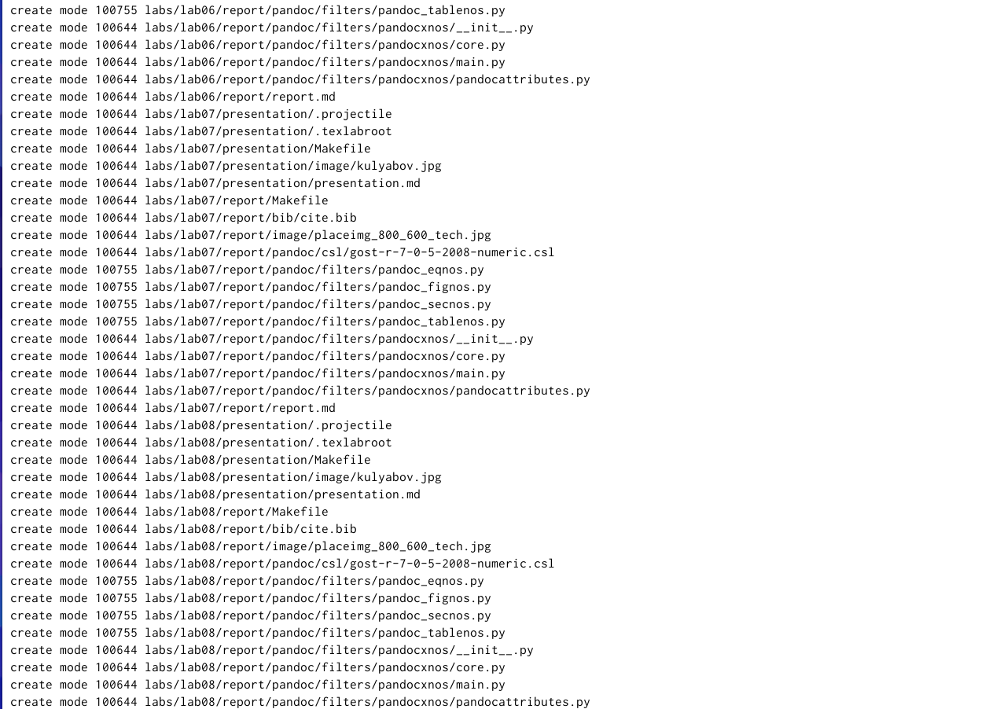 create mode 100755 labs/lab06/report/pandoc/filters/pandoc_tablenos.py
create mode 100644 labs/lab06/report/pandoc/filters/pandocxnos/__init__.py
create mode 100644 labs/lab06/report/pandoc/filters/pandocxnos/core.py
create mode 100644 labs/lab06/report/pandoc/filters/pandocxnos/main.py
create mode 100644 labs/lab06/report/pandoc/filters/pandocxnos/pandocattributes.py
create mode 100644 labs/lab06/report/report.md
create mode 100644 labs/lab07/presentation/.projectile
create mode 100644 labs/lab07/presentation/.texlabroot
create mode 100644 labs/lab07/presentation/Makefile
create mode 100644 labs/lab07/presentation/image/kulyabov.jpg
create mode 100644 labs/lab07/presentation/presentation.md
create mode 100644 labs/lab07/report/Makefile
create mode 100644 labs/lab07/report/bib/cite.bib
create mode 100644 labs/lab07/report/image/placeimg_800_600_tech.jpg
create mode 100644 labs/lab07/report/pandoc/csl/gost-r-7-0-5-2008-numeric.csl
create mode 100755 labs/lab07/report/pandoc/filters/pandoc_eqnos.py
create mode 100755 labs/lab07/report/pandoc/filters/pandoc_fignos.py
create mode 100755 labs/lab07/report/pandoc/filters/pandoc_secnos.py
create mode 100755 labs/lab07/report/pandoc/filters/pandoc_tablenos.py
create mode 100644 labs/lab07/report/pandoc/filters/pandocxnos/__init__.py
create mode 100644 labs/lab07/report/pandoc/filters/pandocxnos/core.py
create mode 100644 labs/lab07/report/pandoc/filters/pandocxnos/main.py
create mode 100644 labs/lab07/report/pandoc/filters/pandocxnos/pandocattributes.py
create mode 100644 labs/lab07/report/report.md
create mode 100644 labs/lab08/presentation/.projectile
create mode 100644 labs/lab08/presentation/.texlabroot
create mode 100644 labs/lab08/presentation/Makefile
create mode 100644 labs/lab08/presentation/image/kulyabov.jpg
create mode 100644 labs/lab08/presentation/presentation.md
create mode 100644 labs/lab08/report/Makefile
create mode 100644 labs/lab08/report/bib/cite.bib
create mode 100644 labs/lab08/report/image/placeimg_800_600_tech.jpg
create mode 100644 labs/lab08/report/pandoc/csl/gost-r-7-0-5-2008-numeric.csl
create mode 100755 labs/lab08/report/pandoc/filters/pandoc_eqnos.py
create mode 100755 labs/lab08/report/pandoc/filters/pandoc_fignos.py
create mode 100755 labs/lab08/report/pandoc/filters/pandoc_secnos.py
create mode 100755 labs/lab08/report/pandoc/filters/pandoc_tablenos.py
create mode 100644 labs/lab08/report/pandoc/filters/pandocxnos/__init__.py
create mode 100644 labs/lab08/report/pandoc/filters/pandocxnos/core.py
create mode 100644 labs/lab08/report/pandoc/filters/pandocxnos/main.py
create mode 100644 labs/lab08/report/pandoc/filters/pandocxnos/pandocattributes.py